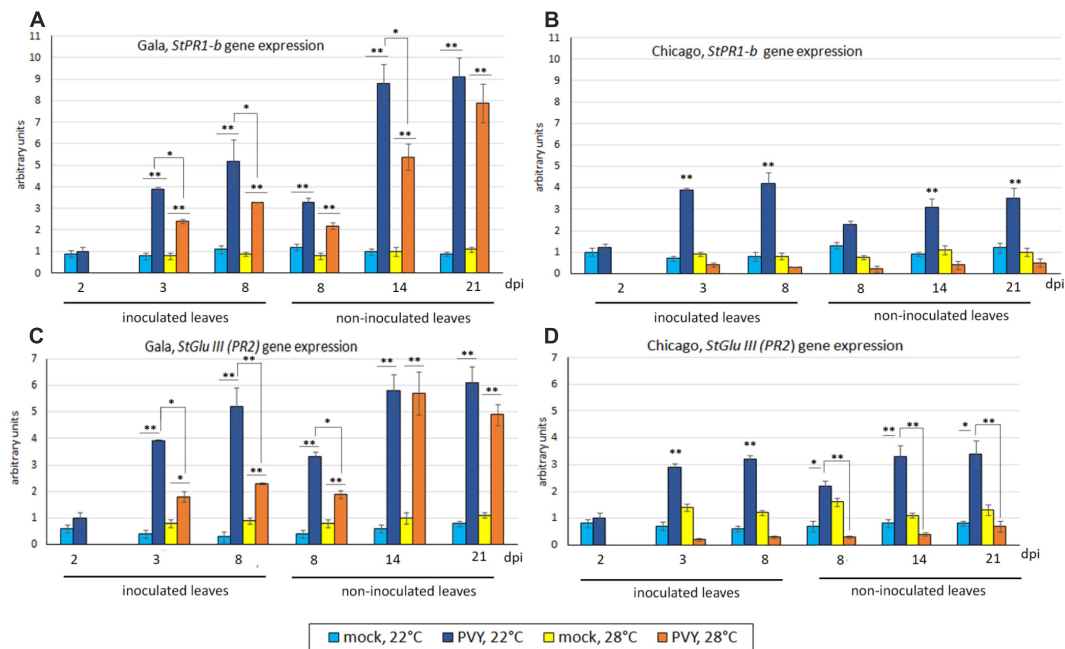 A
Gala, StPR1-b gene expression
arbitrary units
11
10
9
8
7
6
5
4
3
2
1
0
** * ** ** * ** ** ** ** * ** ** **
2 3 8 8 14 21 dpi
inoculated leaves non-inoculated leaves
B
Chicago, StPR1-b gene expression
arbitrary units
11
10
9
8
7
6
5
4
3
2
1
0
** ** ** **
2 3 8 8 14 21 dpi
inoculated leaves non-inoculated leaves
C
Gala, StGlu III (PR2) gene expression
arbitrary units
7
6
5
4
3
2
1
0
** * * ** ** ** ** * ** ** ** ** **
2 3 8 8 14 21 dpi
inoculated leaves non-inoculated leaves
D
Chicago, StGlu III (PR2) gene expression
arbitrary units
7
6
5
4
3
2
1
0
** ** * ** ** ** * **
2 3 8 8 14 21 dpi
inoculated leaves non-inoculated leaves
mock, 22°C PVY, 22°C mock, 28°C PVY, 28°C